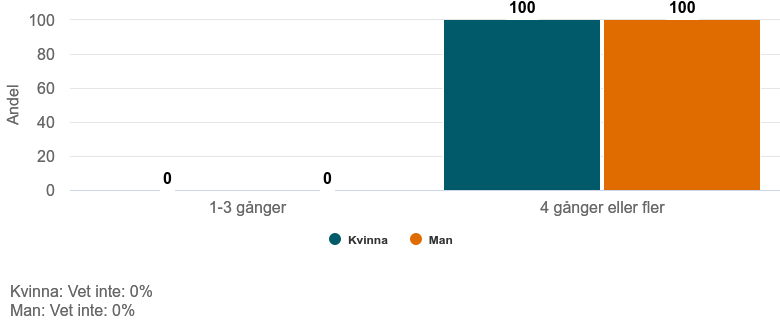 100
80
60
40
20
0
Andel
0
0
100
100
1-3 gånger
4 gånger eller fler
Kvinna
Man
Kvinna: Vet inte: 0%
Man: Vet inte: 0%